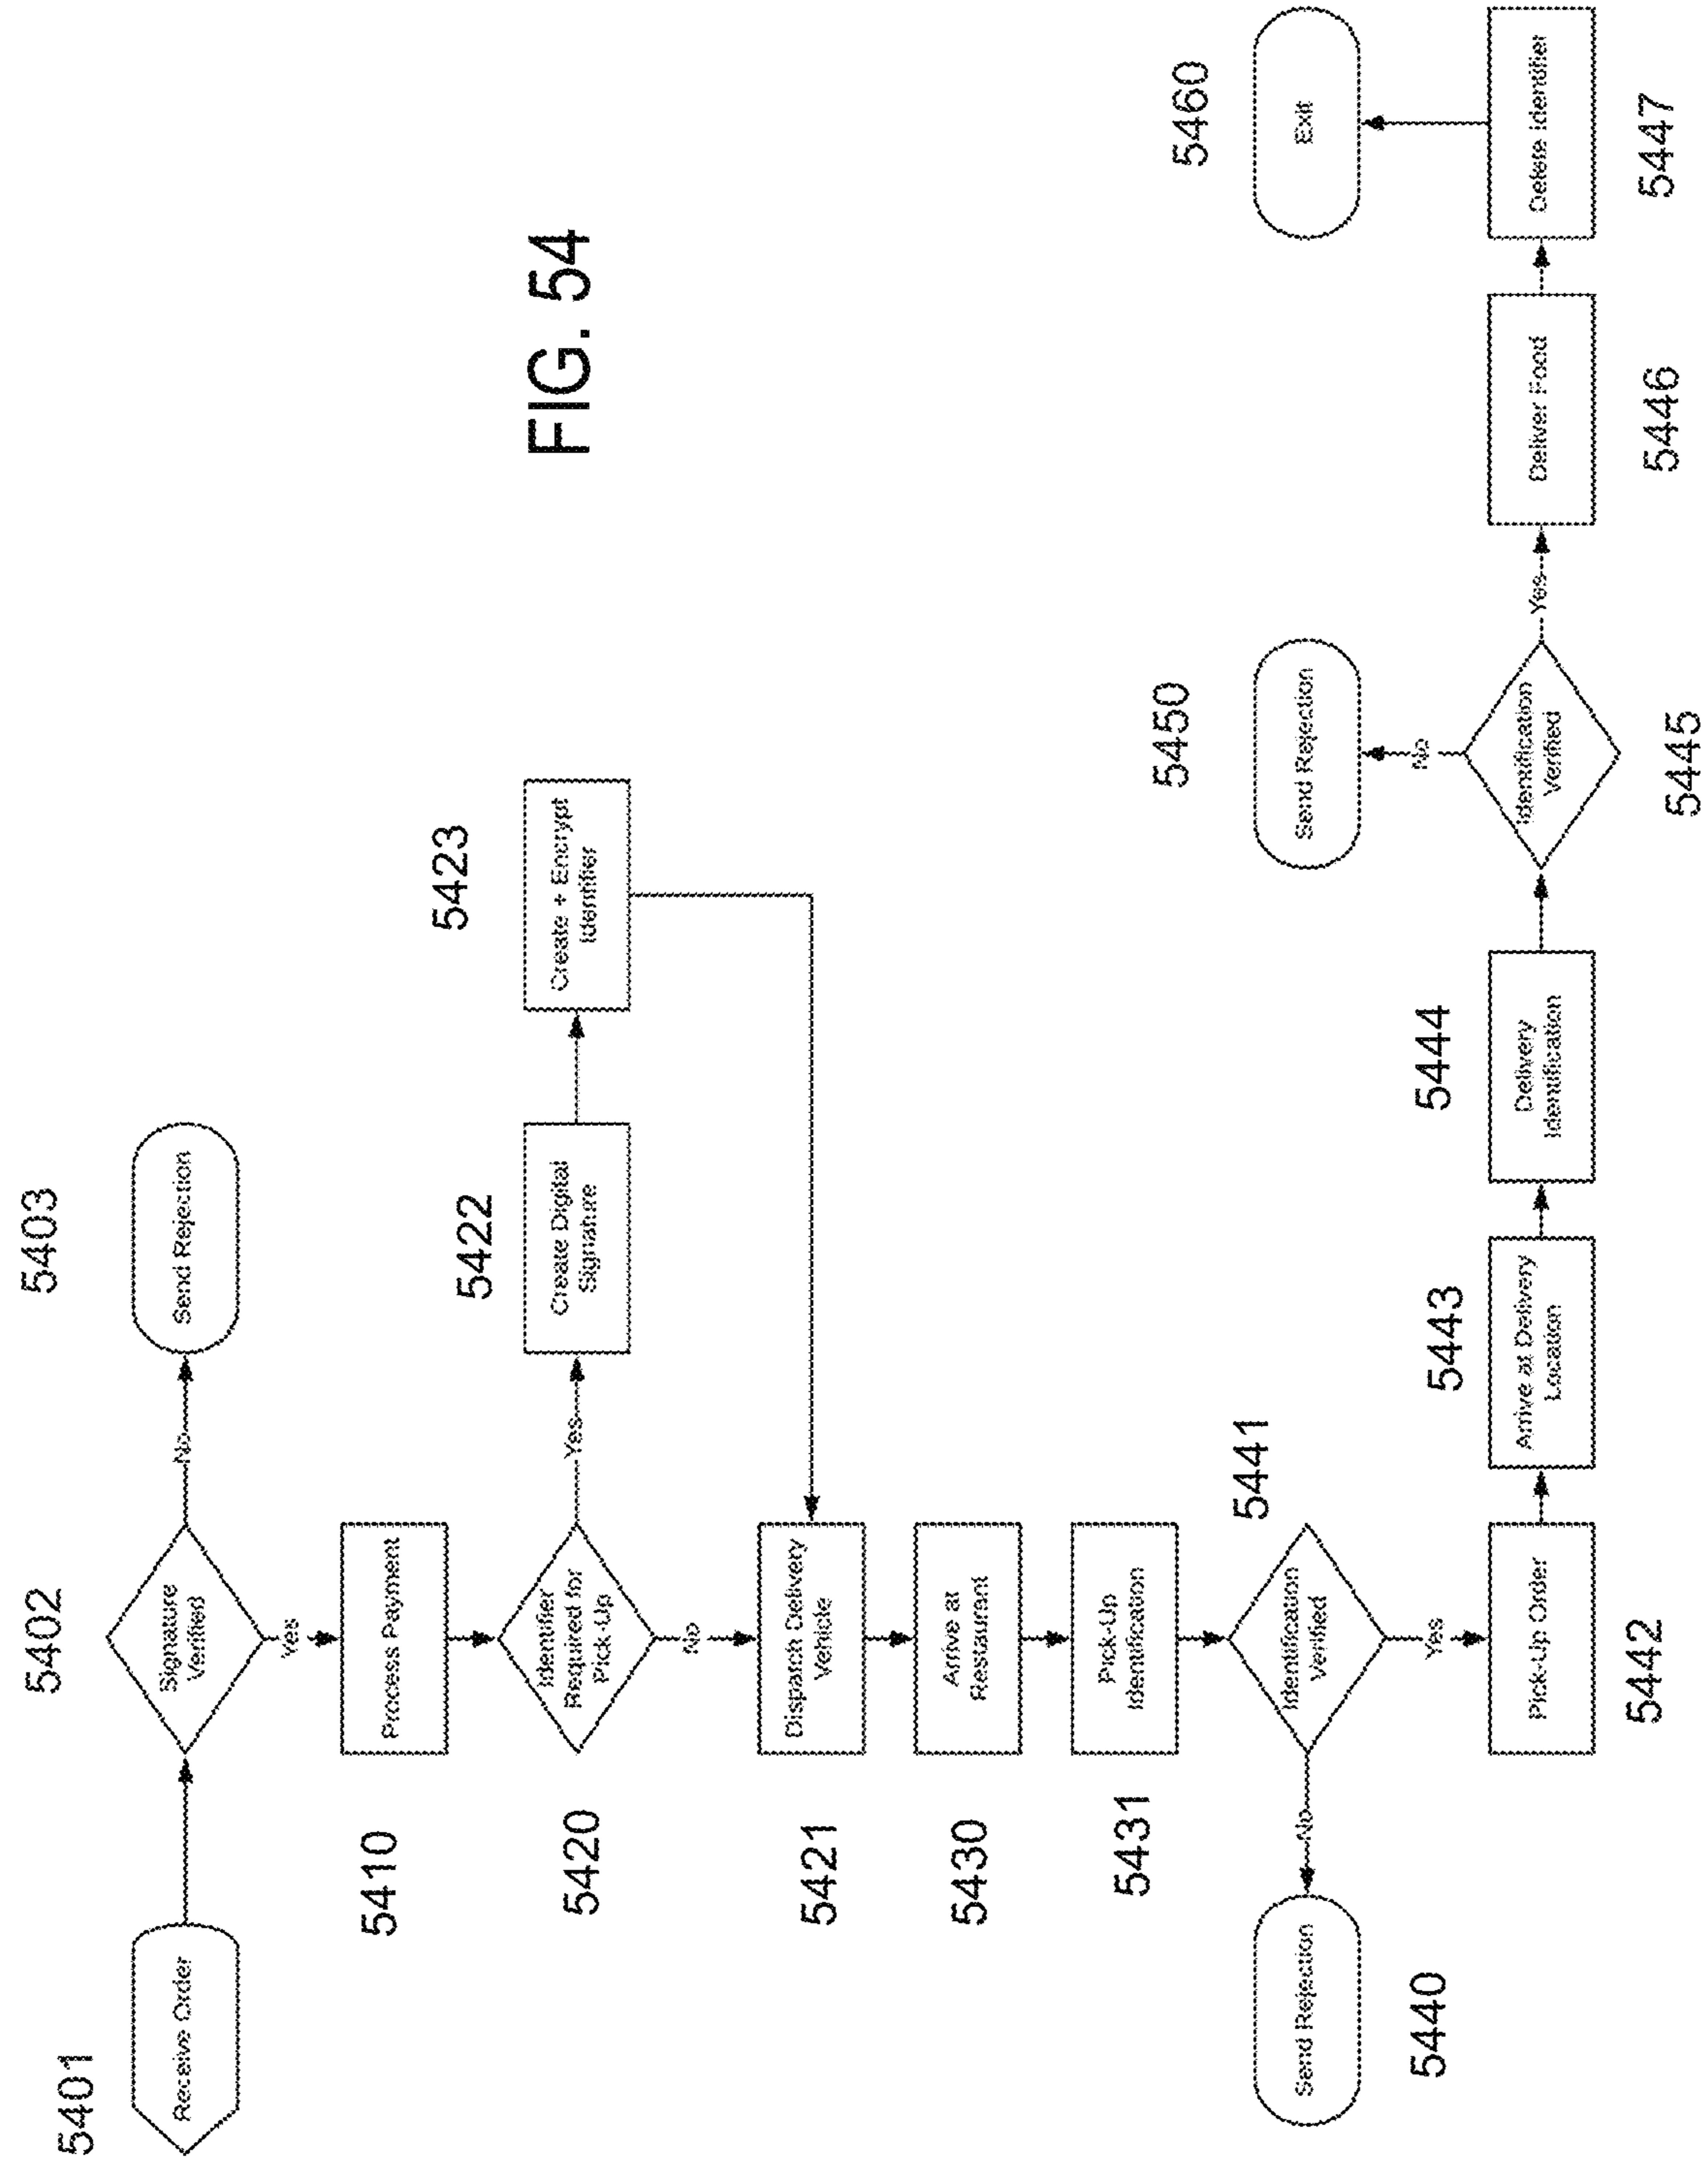 5401
Receive Order
5402
Signature
Verified
No
5403
Send Rejection
Yes
5410
Process Payment
5420
Identifier
Required for
Pick-Up
Yes
5422
Create Digital
Signature
5423
Create + Encrypt
Identifier
FIG. 54
No
5421
Dispatch Delivery
Vehicle
5430
Arrive at
Restaurant
5431
Pick-Up
Identification
5441
Identification
Verified
No
5440
Send Rejection
Yes
5442
Pick-Up Order
5443
Arrive at Delivery
Location
5444
Delivery
Identification
5445
Identification
Verified
No
5450
Send Rejection
Yes
5446
Deliver Food
5447
Delete Identifier
5460
Exit